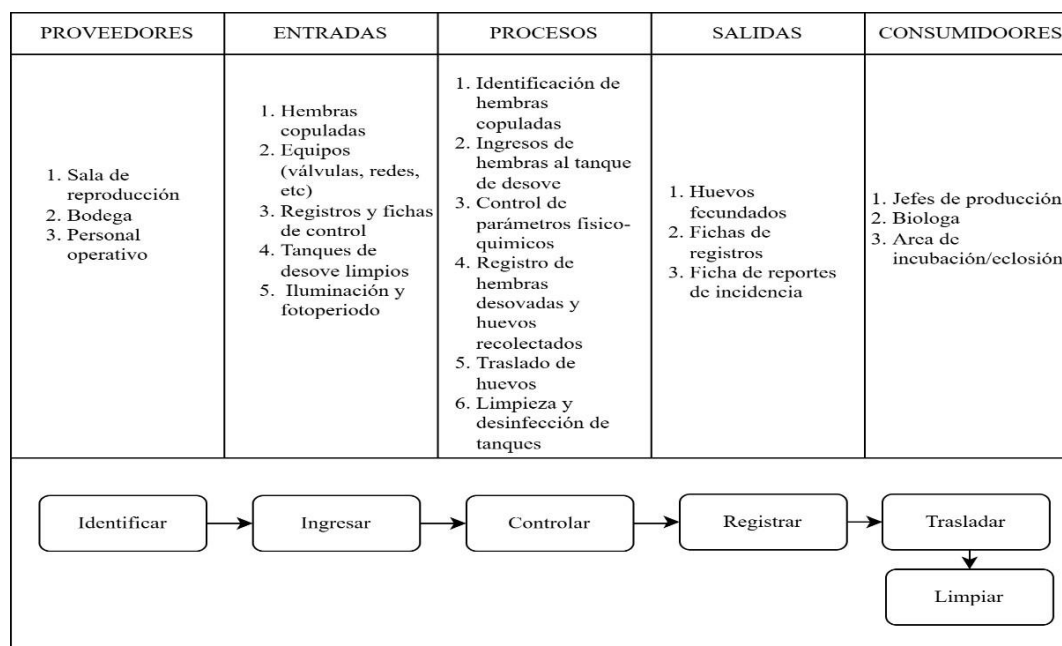 PROVEEDORES
ENTRADAS
PROCESOS
SALIDAS
CONSUMIDOORES
1. Sala de
reproducción
2. Bodega
3. Personal
operativo
1. Hembras
copuladas
2. Equipos
(válvulas, redes,
etc)
3. Registros y fichas
de control
4. Tanques de
desove limpios
5. Iluminación y
fotoperiodo
1. Identificación de
hembras
copuladas
2. Ingresos de
hembras al tanque
de desove
3. Control de
parámetros fisico-
quimicos
4. Registro de
hembras
desovadas y
huevos
recolectados
5. Traslado de
huevos
6. Limpieza y
desinfección de
tanques
1. Huevos
fecundados
2. Fichas de
registros
3. Ficha de reportes
de incidencia
1. Jefes de producción
2. Biologa
3. Area de
incubación/eclosión
Identificar
Ingresar
Controlar
Registrar
Trasladar
Limpiar